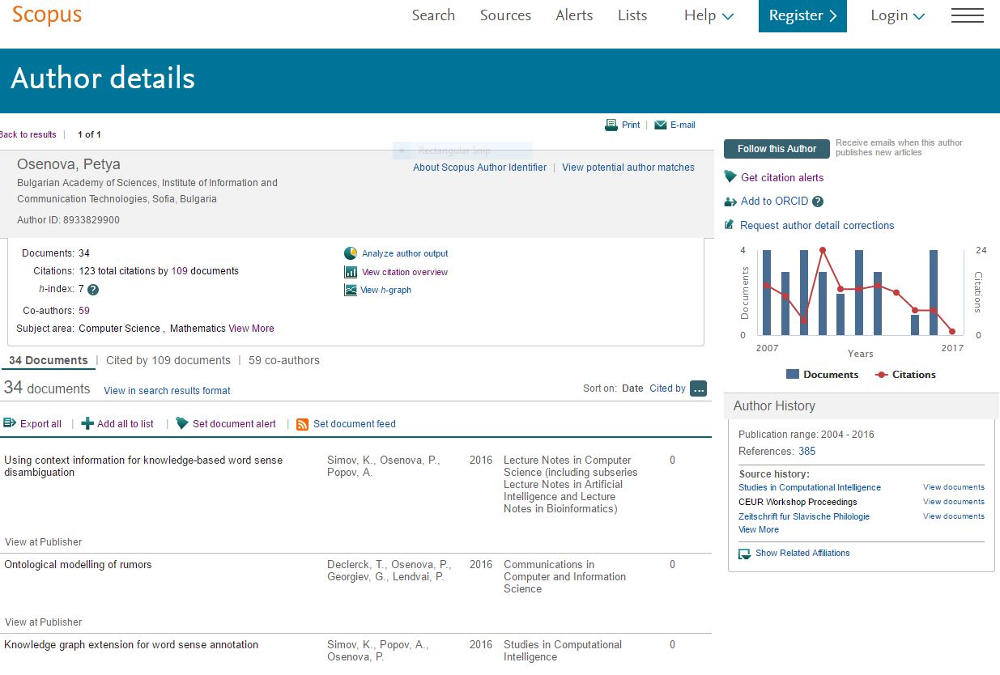 Scopus
Search Sources Alerts Lists Help Register Login
Author details
Back to results | 1 of 1
Print | E-mail
Rectangular Snip
Osenova, Petya
Bulgarian Academy of Sciences, Institute of Information and
Communication Technologies, Sofia, Bulgaria
Author ID: 8933829900
About Scopus Author Identifier | View potential author matches
Documents: 34
Citations: 123 total citations by 109 documents
h-index: 7 ?
Co-authors: 59
Subject area: Computer Science , Mathematics View More
Analyze author output
View citation overview
View h-graph
34 Documents | Cited by 109 documents | 59 co-authors
34 documents View in search results format
Sort on: Date Cited by ...
Export all | Add all to list | Set document alert | Set document feed
Using context information for knowledge-based word sense
disambiguation
Simov, K., Osenova, P.,
Popov, A.
2016
Lecture Notes in Computer
Science (including subseries
Lecture Notes in Artificial
Intelligence and Lecture
Notes in Bioinformatics)
0
View at Publisher
Ontological modelling of rumors
Declerck, T., Osenova, P.,
Georgiev, G., Lendvai, P.
2016
Communications in
Computer and Information
Science
0
View at Publisher
Knowledge graph extension for word sense annotation
Simov, K., Popov, A.,
Osenova, P.
2016
Studies in Computational
Intelligence
0
Follow this Author
Receive emails when this author
publishes new articles
Get citation alerts
Add to ORCID ?
Request author detail corrections
4
24
Documents
Citations
0
0
2007
2017
Years
Documents Citations
Author History
Publication range: 2004 - 2016
References: 385
Source history:
Studies in Computational Intelligence View documents
CEUR Workshop Proceedings View documents
Zeitschrift fur Slavische Philologie View documents
View More
Show Related Affiliations